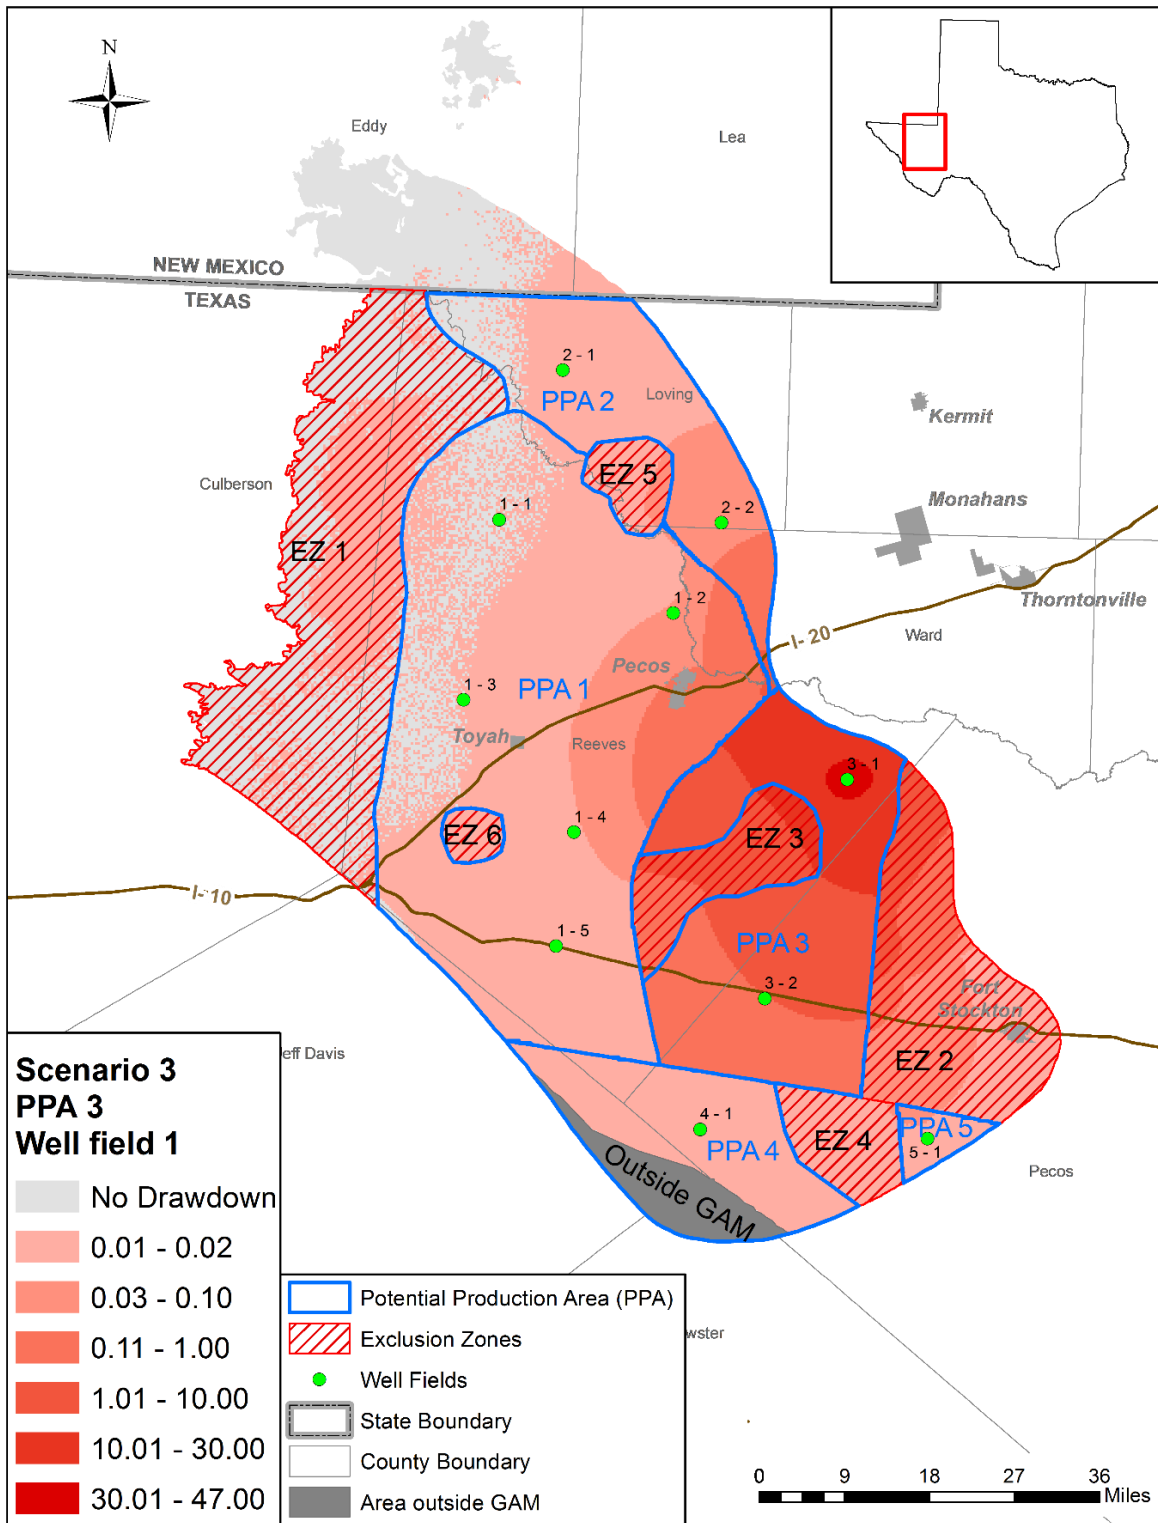 N
Eddy
Lea
NEW MEXICO
TEXAS
2 - 1
PPA 2
Loving
Kermit
Culberson
EZ 5
Monahans
1 - 1
2 - 2
EZ 1
Thorntonville
1 - 2
I- 20
Ward
Pecos
1 - 3
PPA 1
Toyah
Reeves
3 - 1
1 - 4
EZ 6
EZ 3
I- 10
1 - 5
PPA 3
3 - 2
Fort
Stockton
eff Davis
EZ 2
4 - 1
PPA 4
EZ 4
PPA 5
5 - 1
Outside GAM
Pecos
wster
Scenario 3
PPA 3
Well field 1
No Drawdown
0.01 - 0.02
0.03 - 0.10
0.11 - 1.00
1.01 - 10.00
10.01 - 30.00
30.01 - 47.00
Potential Production Area (PPA)
Exclusion Zones
Well Fields
State Boundary
County Boundary
Area outside GAM
0 9 18 27 36
Miles